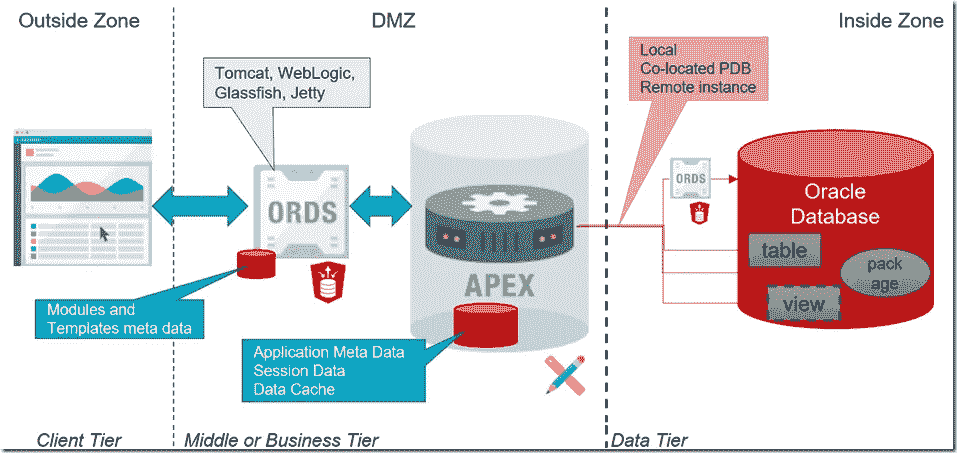 Outside Zone
DMZ
Inside Zone
Tomcat, WebLogic,
Glassfish, Jetty
Local
Co-located PDB
Remote instance
ORDS
ORDS
Oracle
Database
table
pack
age
view
APEX
Modules and
Templates meta data
Application Meta Data
Session Data
Data Cache
Client Tier
Middle or Business Tier
Data Tier